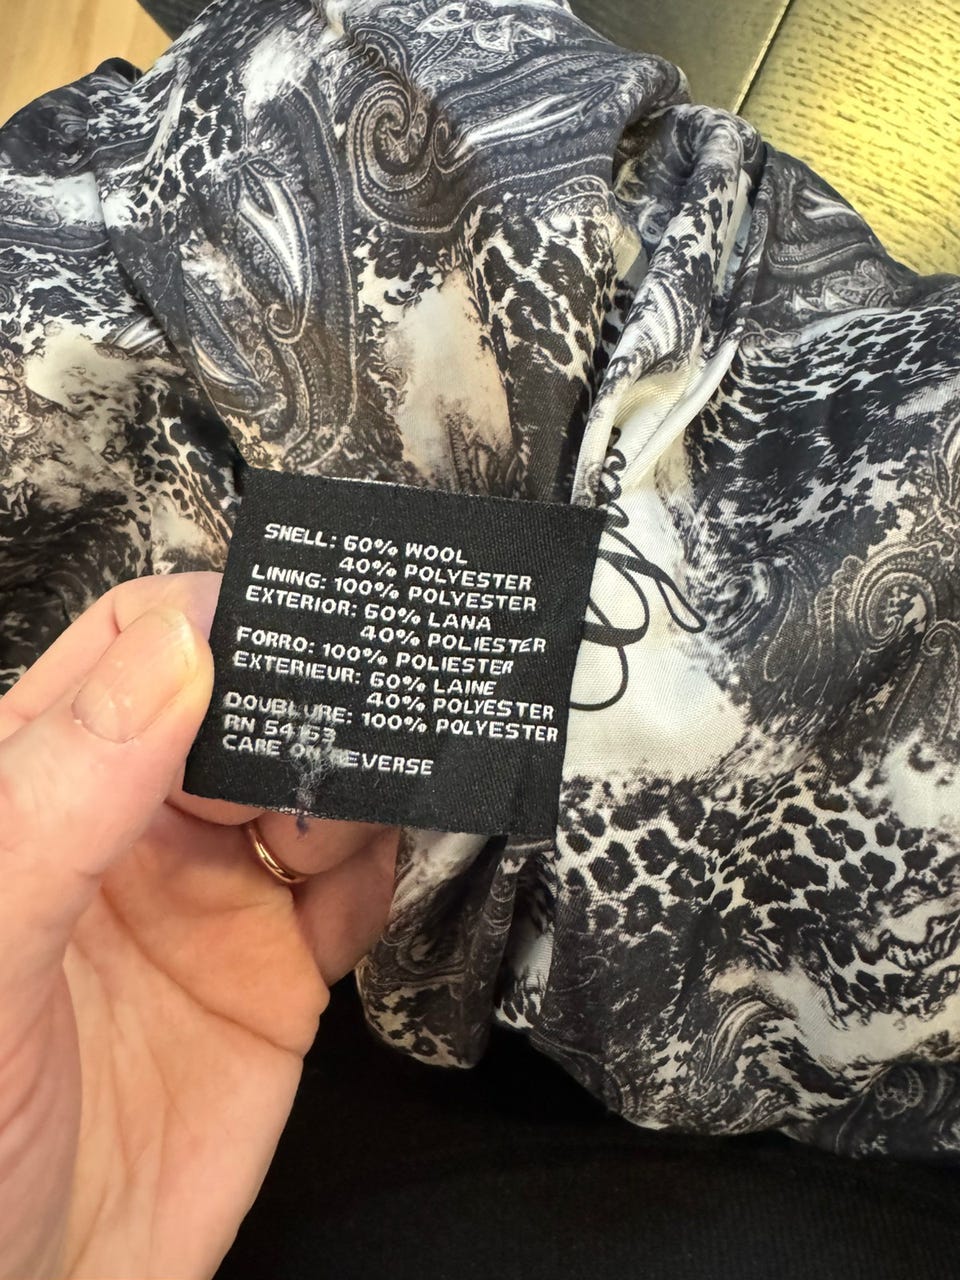 SHELL: 60% WOOL
40% POLYESTER
LINING: 100% POLYESTER
EXTERIOR: 60% LANA
40% POLIESTER
FORRO: 100% POLIESTER
EXTERIEUR: 60% LAINE
40% POLYESTER
DOUBLURE: 100% POLYESTER
RN 54163
CARE ON REVERSE